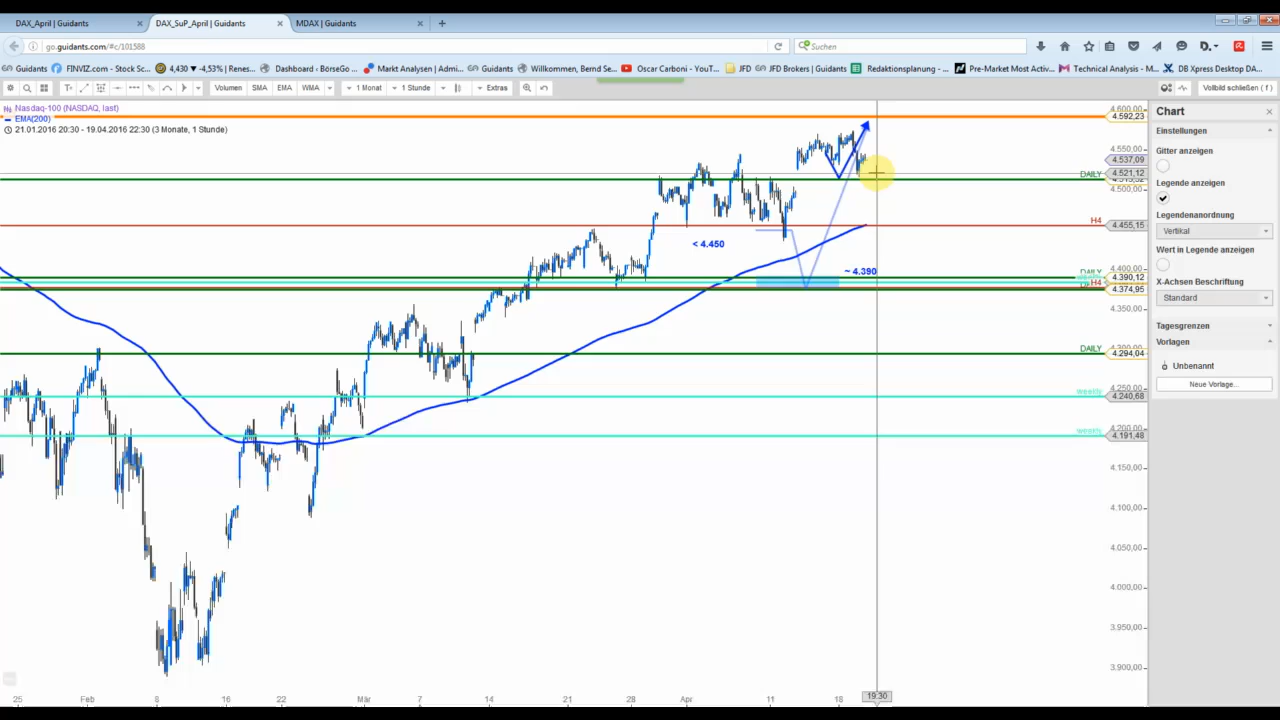 DAX_April | Guidants
DAX_SuP_April | Guidants
MDAX | Guidants
go.guidants.com/#c/101588
Suchen
Guidants
FINVIZ.com - Stock Sc...
4,430 ▼ -4,53% | Renes...
Dashboard ‹ BörseGo ...
Markt Analysen | Admi...
Guidants
Willkommen, Bernd Se...
Oscar Carboni - YouT...
JFD
JFD Brokers | Guidants
Redaktionsplanung - ...
Pre-Market Most Activ...
Technical Analysis - M...
DB Xpress Desktop DA...
Volumen
SMA
EMA
WMA
1 Monat
1 Stunde
Extras
Vollbild schließen ( f )
Nasdaq-100 (NASDAQ, last)
EMA(200)
21.01.2016 20:30 - 19.04.2016 22:30 (3 Monate, 1 Stunde)
4.600,00
4.592,23
4.550,00
4.537,09
DAILY
4.521,12
4.500,00
H4
4.455,15
< 4.450
~ 4.390
4.400,00
DAILY
4.390,12
H4
4.374,95
4.350,00
DAILY
4.294,04
4.250,00
weekly
4.240,68
4.200,00
weekly
4.191,48
4.150,00
4.100,00
4.050,00
4.000,00
3.950,00
3.900,00
25
Feb
8
16
22
Mär
7
14
21
28
Apr
11
18
19:30
Chart
Einstellungen
Gitter anzeigen
Legende anzeigen
Legendenanordnung
Vertikal
Wert in Legende anzeigen
X-Achsen Beschriftung
Standard
Tagesgrenzen
Vorlagen
Unbenannt
Neue Vorlage...